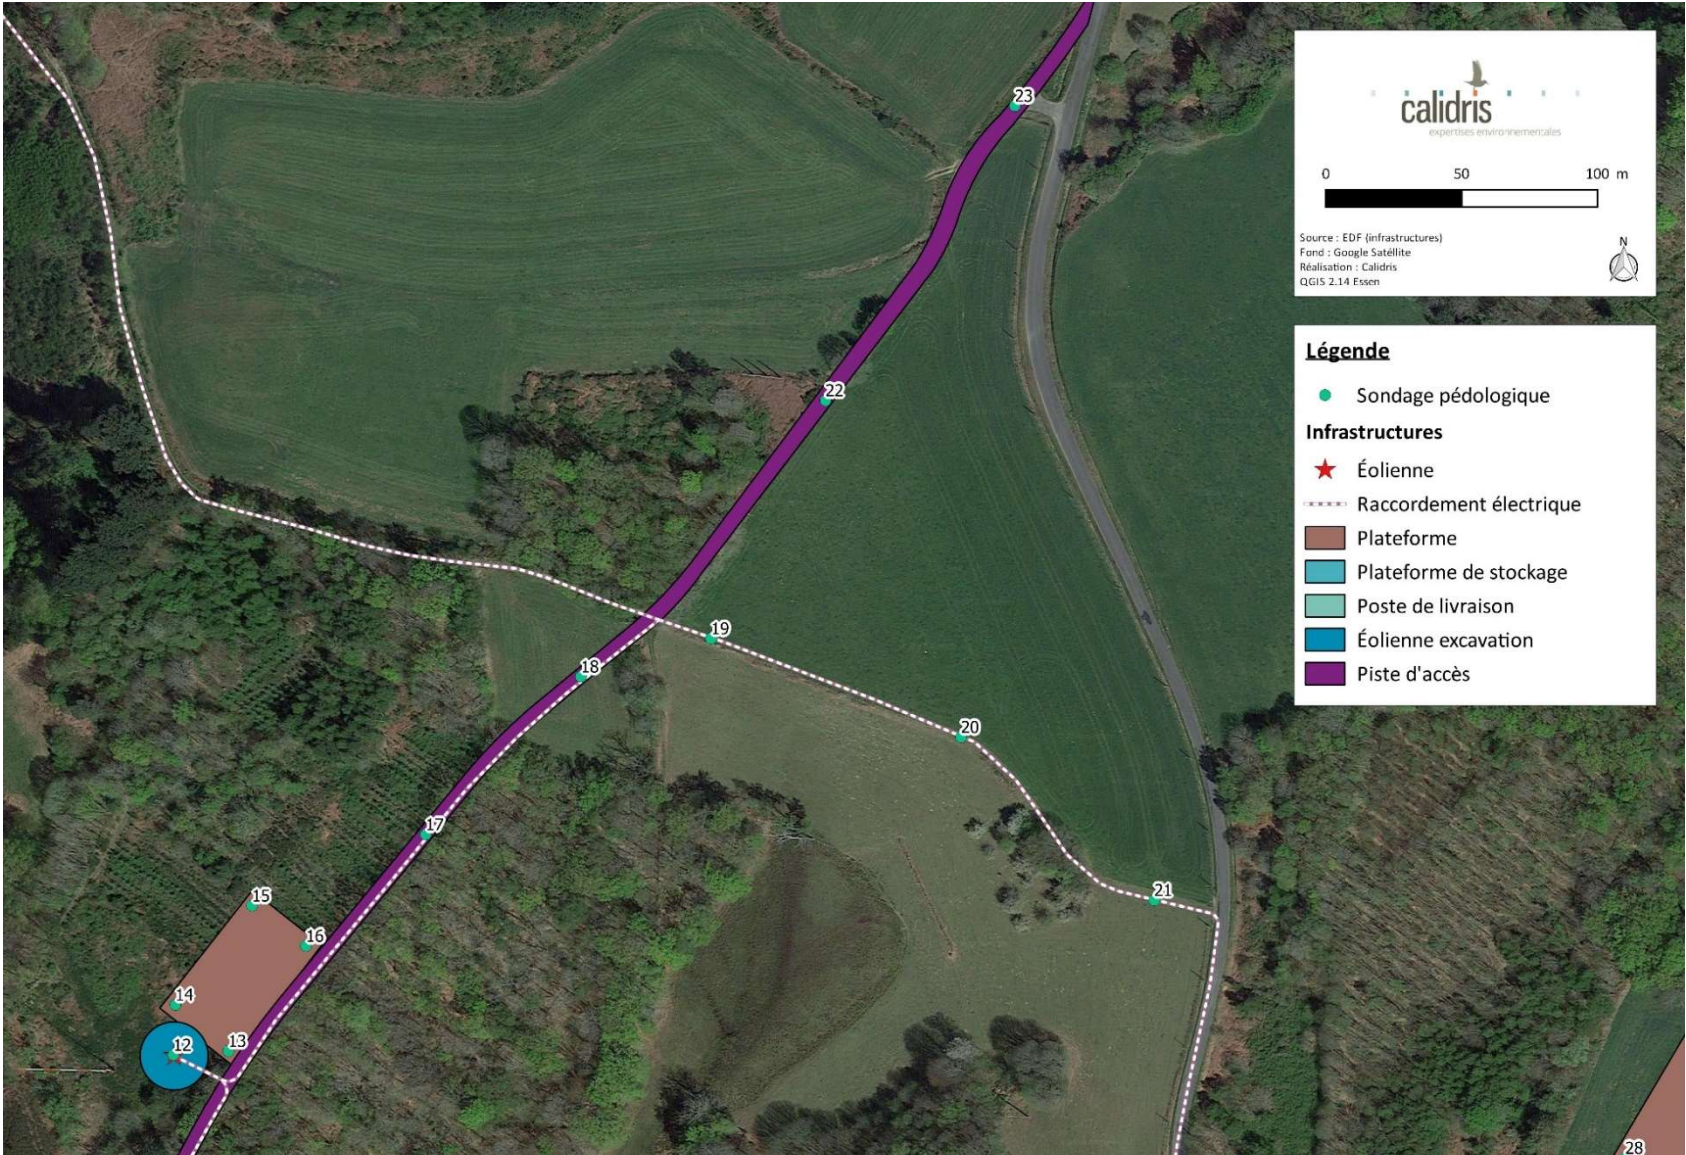 calidris
expertises environnementales
0 50 100 m
Source : EDF (infrastructures)
Fond : Google Satéllite
Réalisation : Calidris
QGIS 2.14 Essen
N
Légende
Sondage pédologique
Infrastructures
Éolienne
Raccordement électrique
Plateforme
Plateforme de stockage
Poste de livraison
Éolienne excavation
Piste d'accès
23
22
19
18
20
17
21
15
16
14
12
13
28